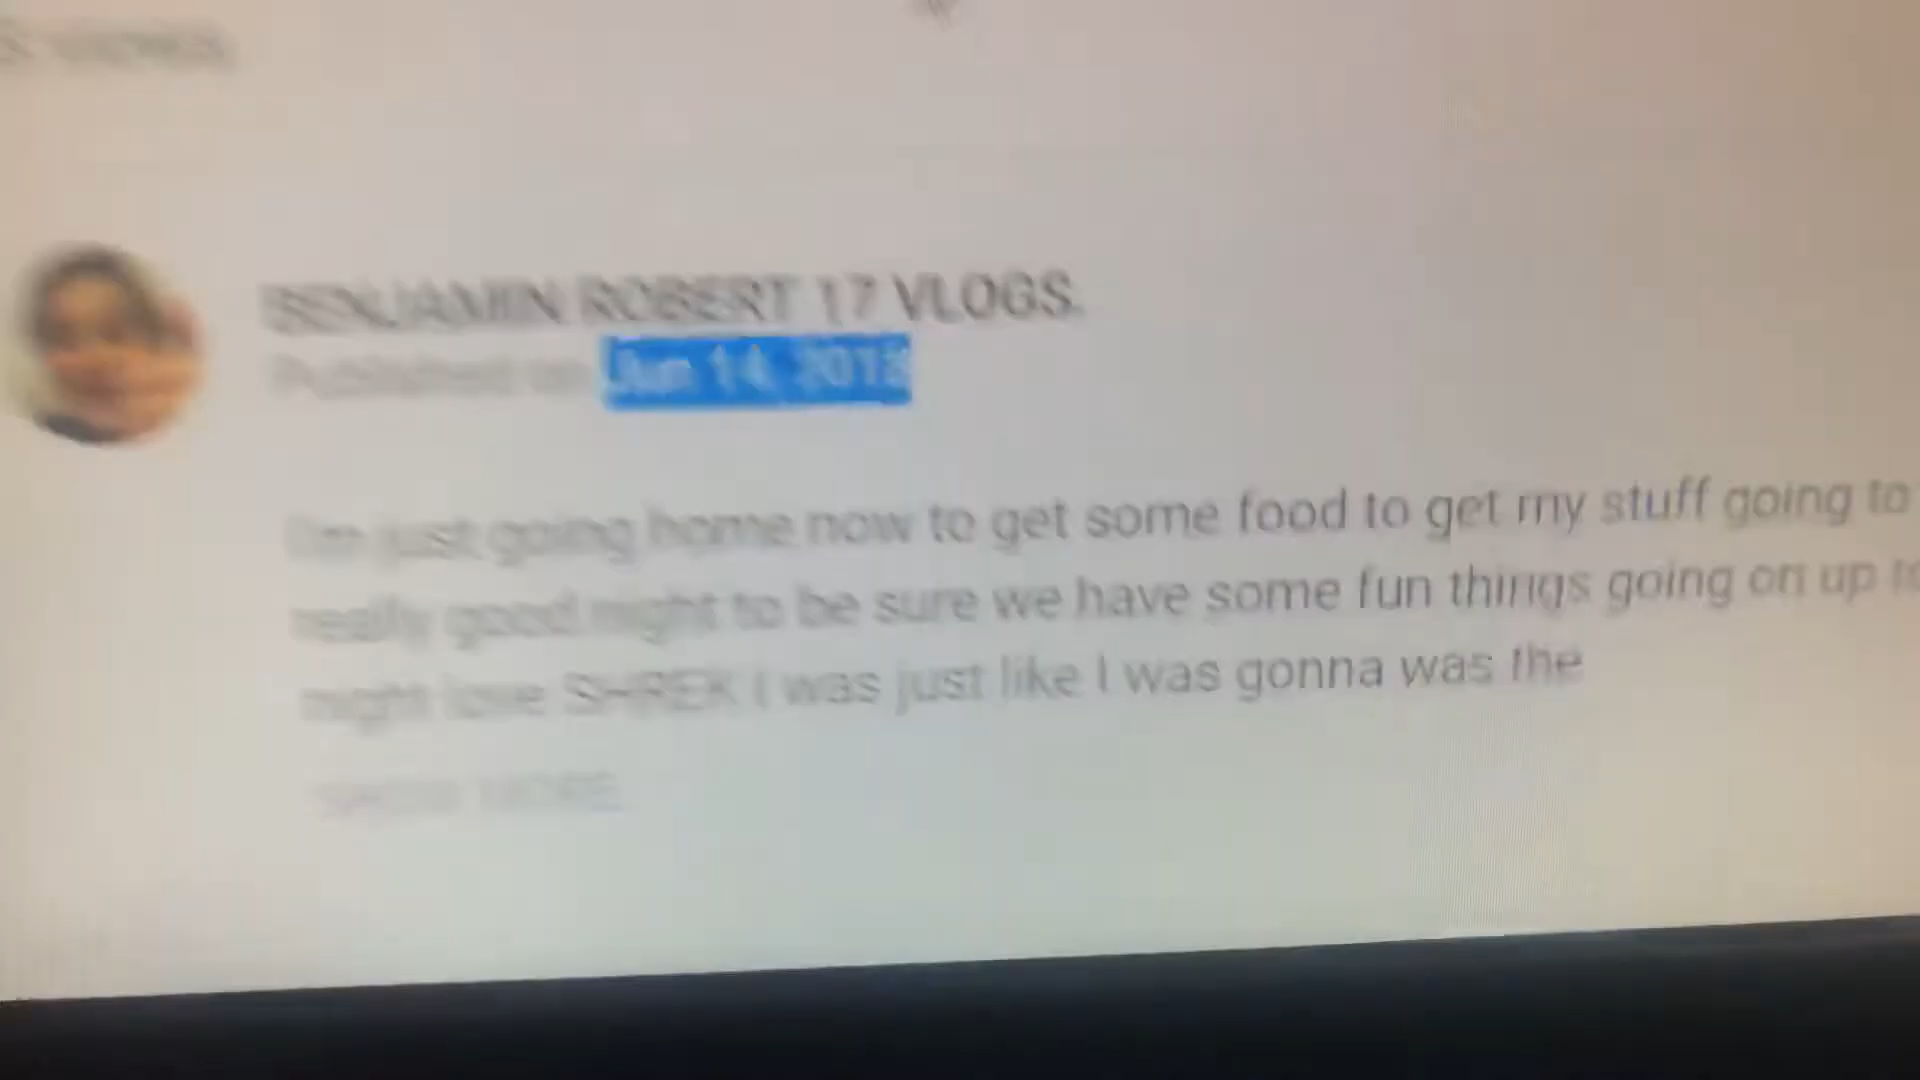 views
BENJAMIN ROBERT 17 VLOGS.
Published on Jun 14, 2018
I'm just going home now to get some food to get my stuff going to
really good night to be sure we have some fun things going on up to
might love SHREK I was just like I was gonna was the
SHOW MORE